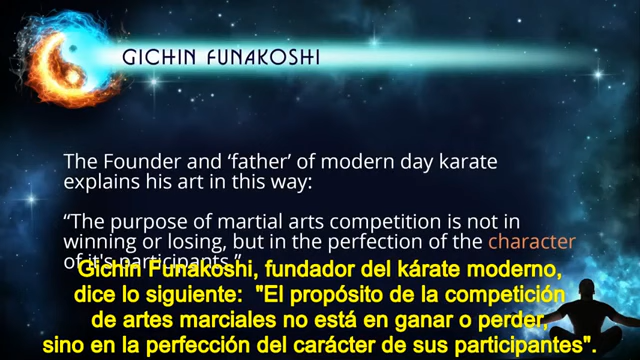 GICHIN FUNAKOSHI
The Founder and ‘father’ of modern day karate
explains his art in this way:
“The purpose of martial arts competition is not in
winning or losing, but in the perfection of the character
of it's participants.”
Gichin Funakoshi, fundador del kárate moderno,
dice lo siguiente: "El propósito de la competición
de artes marciales no está en ganar o perder,
sino en la perfección del carácter de sus participantes".